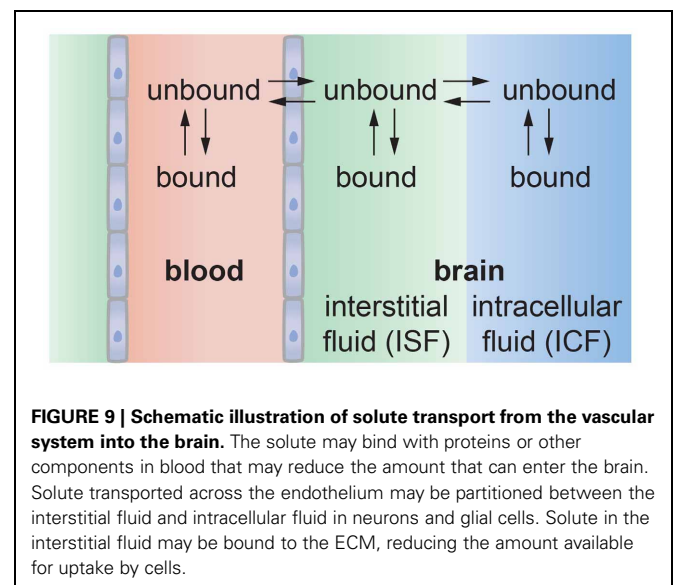 unbound unbound unbound
bound bound bound
blood brain
interstitial intracellular
fluid (ISF) fluid (ICF)
FIGURE 9 | Schematic illustration of solute transport from the vascular
system into the brain. The solute may bind with proteins or other
components in blood that may reduce the amount that can enter the brain.
Solute transported across the endothelium may be partitioned between the
interstitial fluid and intracellular fluid in neurons and glial cells. Solute in the
interstitial fluid may be bound to the ECM, reducing the amount available
for uptake by cells.